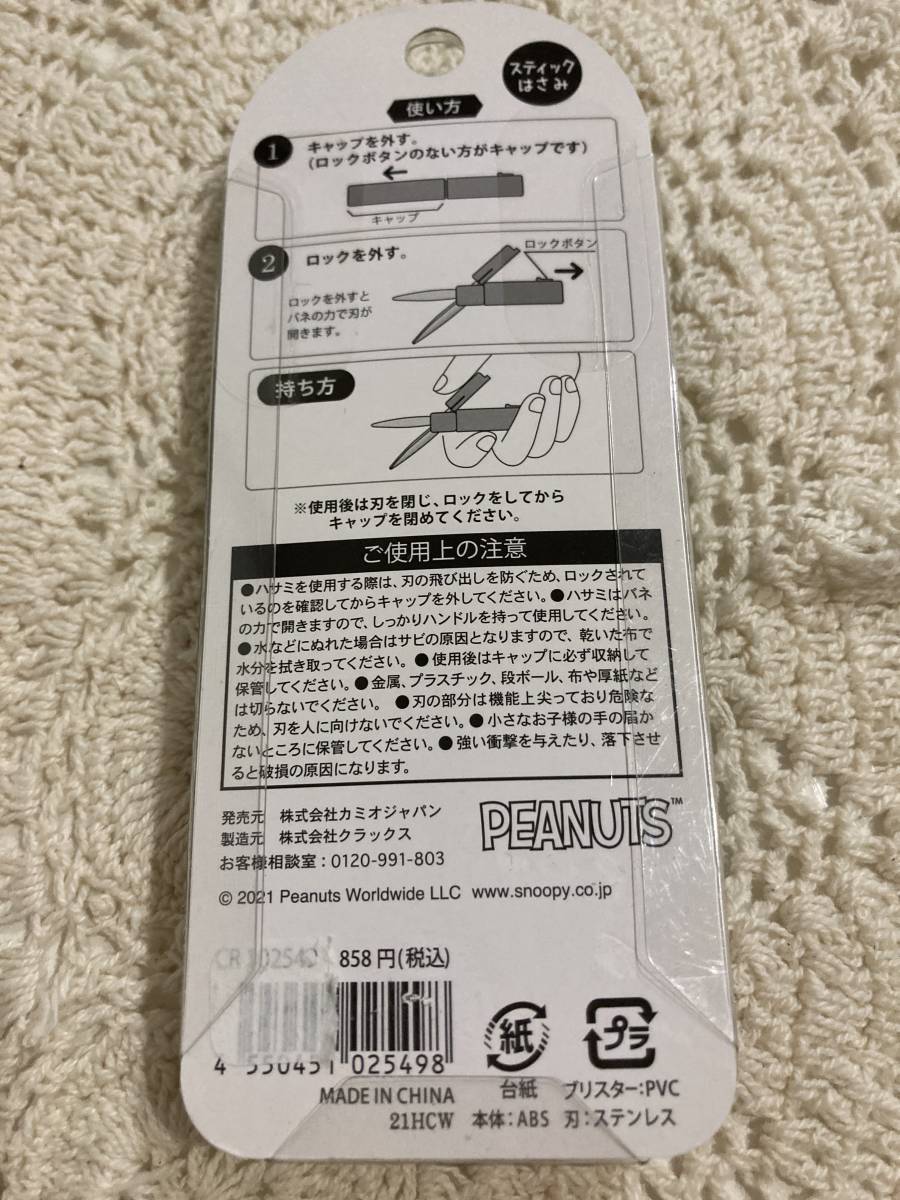 スティック
はさみ
使い方
1
キャップを外す。
(ロックボタンのない方がキャップです)
キャップ
2
ロックを外す。
ロックボタン
ロックを外すと
バネの力で刃が
開きます。
持ち方
※使用後は刃を閉じ、ロックをしてから
キャップを閉めてください。
ご使用上の注意
●ハサミを使用する際は、刃の飛び出しを防ぐため、ロックされて
いるのを確認してからキャップを外してください。●ハサミはバネ
の力で開きますので、しっかりハンドルを持って使用してください。
●水などにぬれた場合はサビの原因となりますので、乾いた布で
水分を拭き取ってください。●使用後はキャップに必ず収納して
保管してください。●金属、プラスチック、段ボール、布や厚紙など
は切らないでください。 ●刃の部分は機能上尖っており危険な
ため、刃を人に向けないでください。●小さなお子様の手の届か
ないところに保管してください。●強い衝撃を与えたり、落下させ
ると破損の原因になります。
発売元 株式会社カミオジャパン
製造元 株式会社クラックス
お客様相談室:0120-991-803
PEANUTS™
© 2021 Peanuts Worldwide LLC www.snoopy.co.jp
CR 858円(税込)
4 550451 025498
MADE IN CHINA
21HCW
紙
プラ
台紙 ブリスター:PVC
本体:ABS 刃:ステンレス